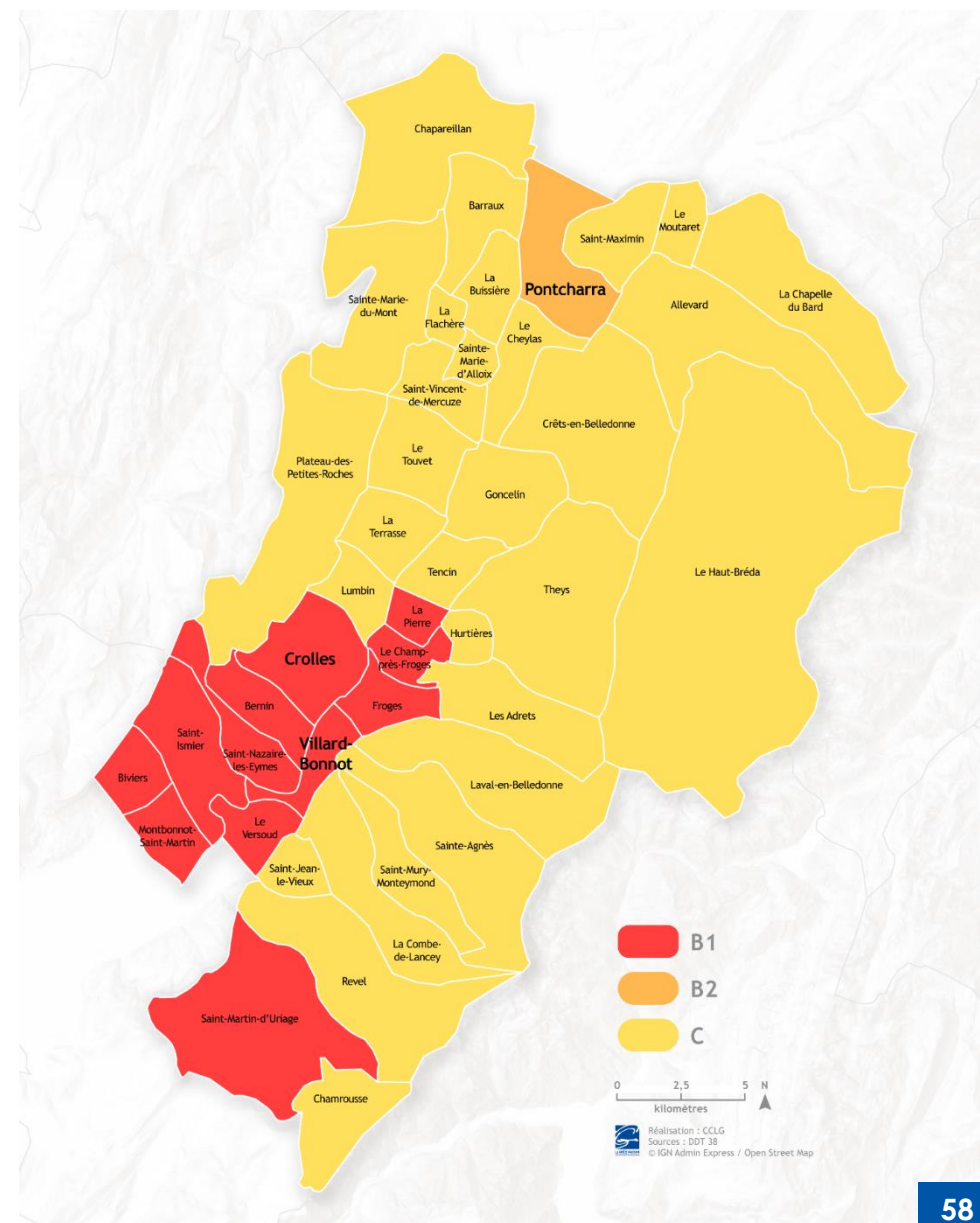 Chapareillan
Barraux
Le
Moutaret
Saint-Maximin
La
Buissière
Pontcharra
La Chapelle
du Bard
Sainte-Marie-
du-Mont
Allevard
La
Flachère
Le
Cheylas
Sainte-
Marie-
d'Alloix
Saint-Vincent-
de-Mercuze
Crêts-en-Belledonne
Le
Touvet
Plateau-des-
Petites-Roches
Goncelin
La
Terrasse
Tencin
Le Haut-Bréda
Lumbin
Theys
La
Pierre
Hurtières
Crolles
Le Champ-
près-Froges
Bernin
Froges
Les Adrets
Saint-
Ismier
Villard-
Bonnot
Saint-Nazaire-
les-Eymes
Biviers
Laval-en-Belledonne
Le
Versoud
Montbonnot-
Saint-Martin
Sainte-Agnès
Saint-Jean-
le-Vieux
Saint-Mury-
Monteymond
La Combe-
de-Lancey
Revel
Saint-Martin-d'Uriage
Chamrousse
B1
B2
C
0 2,5 5 N
kilomètres
Réalisation : CCLG
Sources : DDT 38
© IGN Admin Express / Open Street Map
58